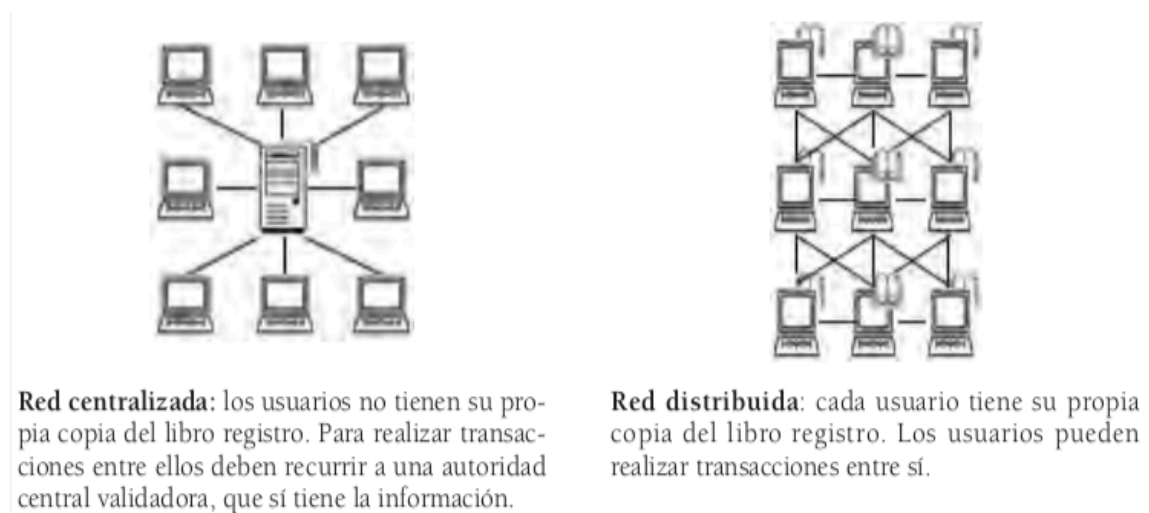 Red centralizada: los usuarios no tienen su pro-
pia copia del libro registro. Para realizar transac-
ciones entre ellos deben recurrir a una autoridad
central validadora, que sí tiene la información.
Red distribuida: cada usuario tiene su propia
copia del libro registro. Los usuarios pueden
realizar transacciones entre sí.